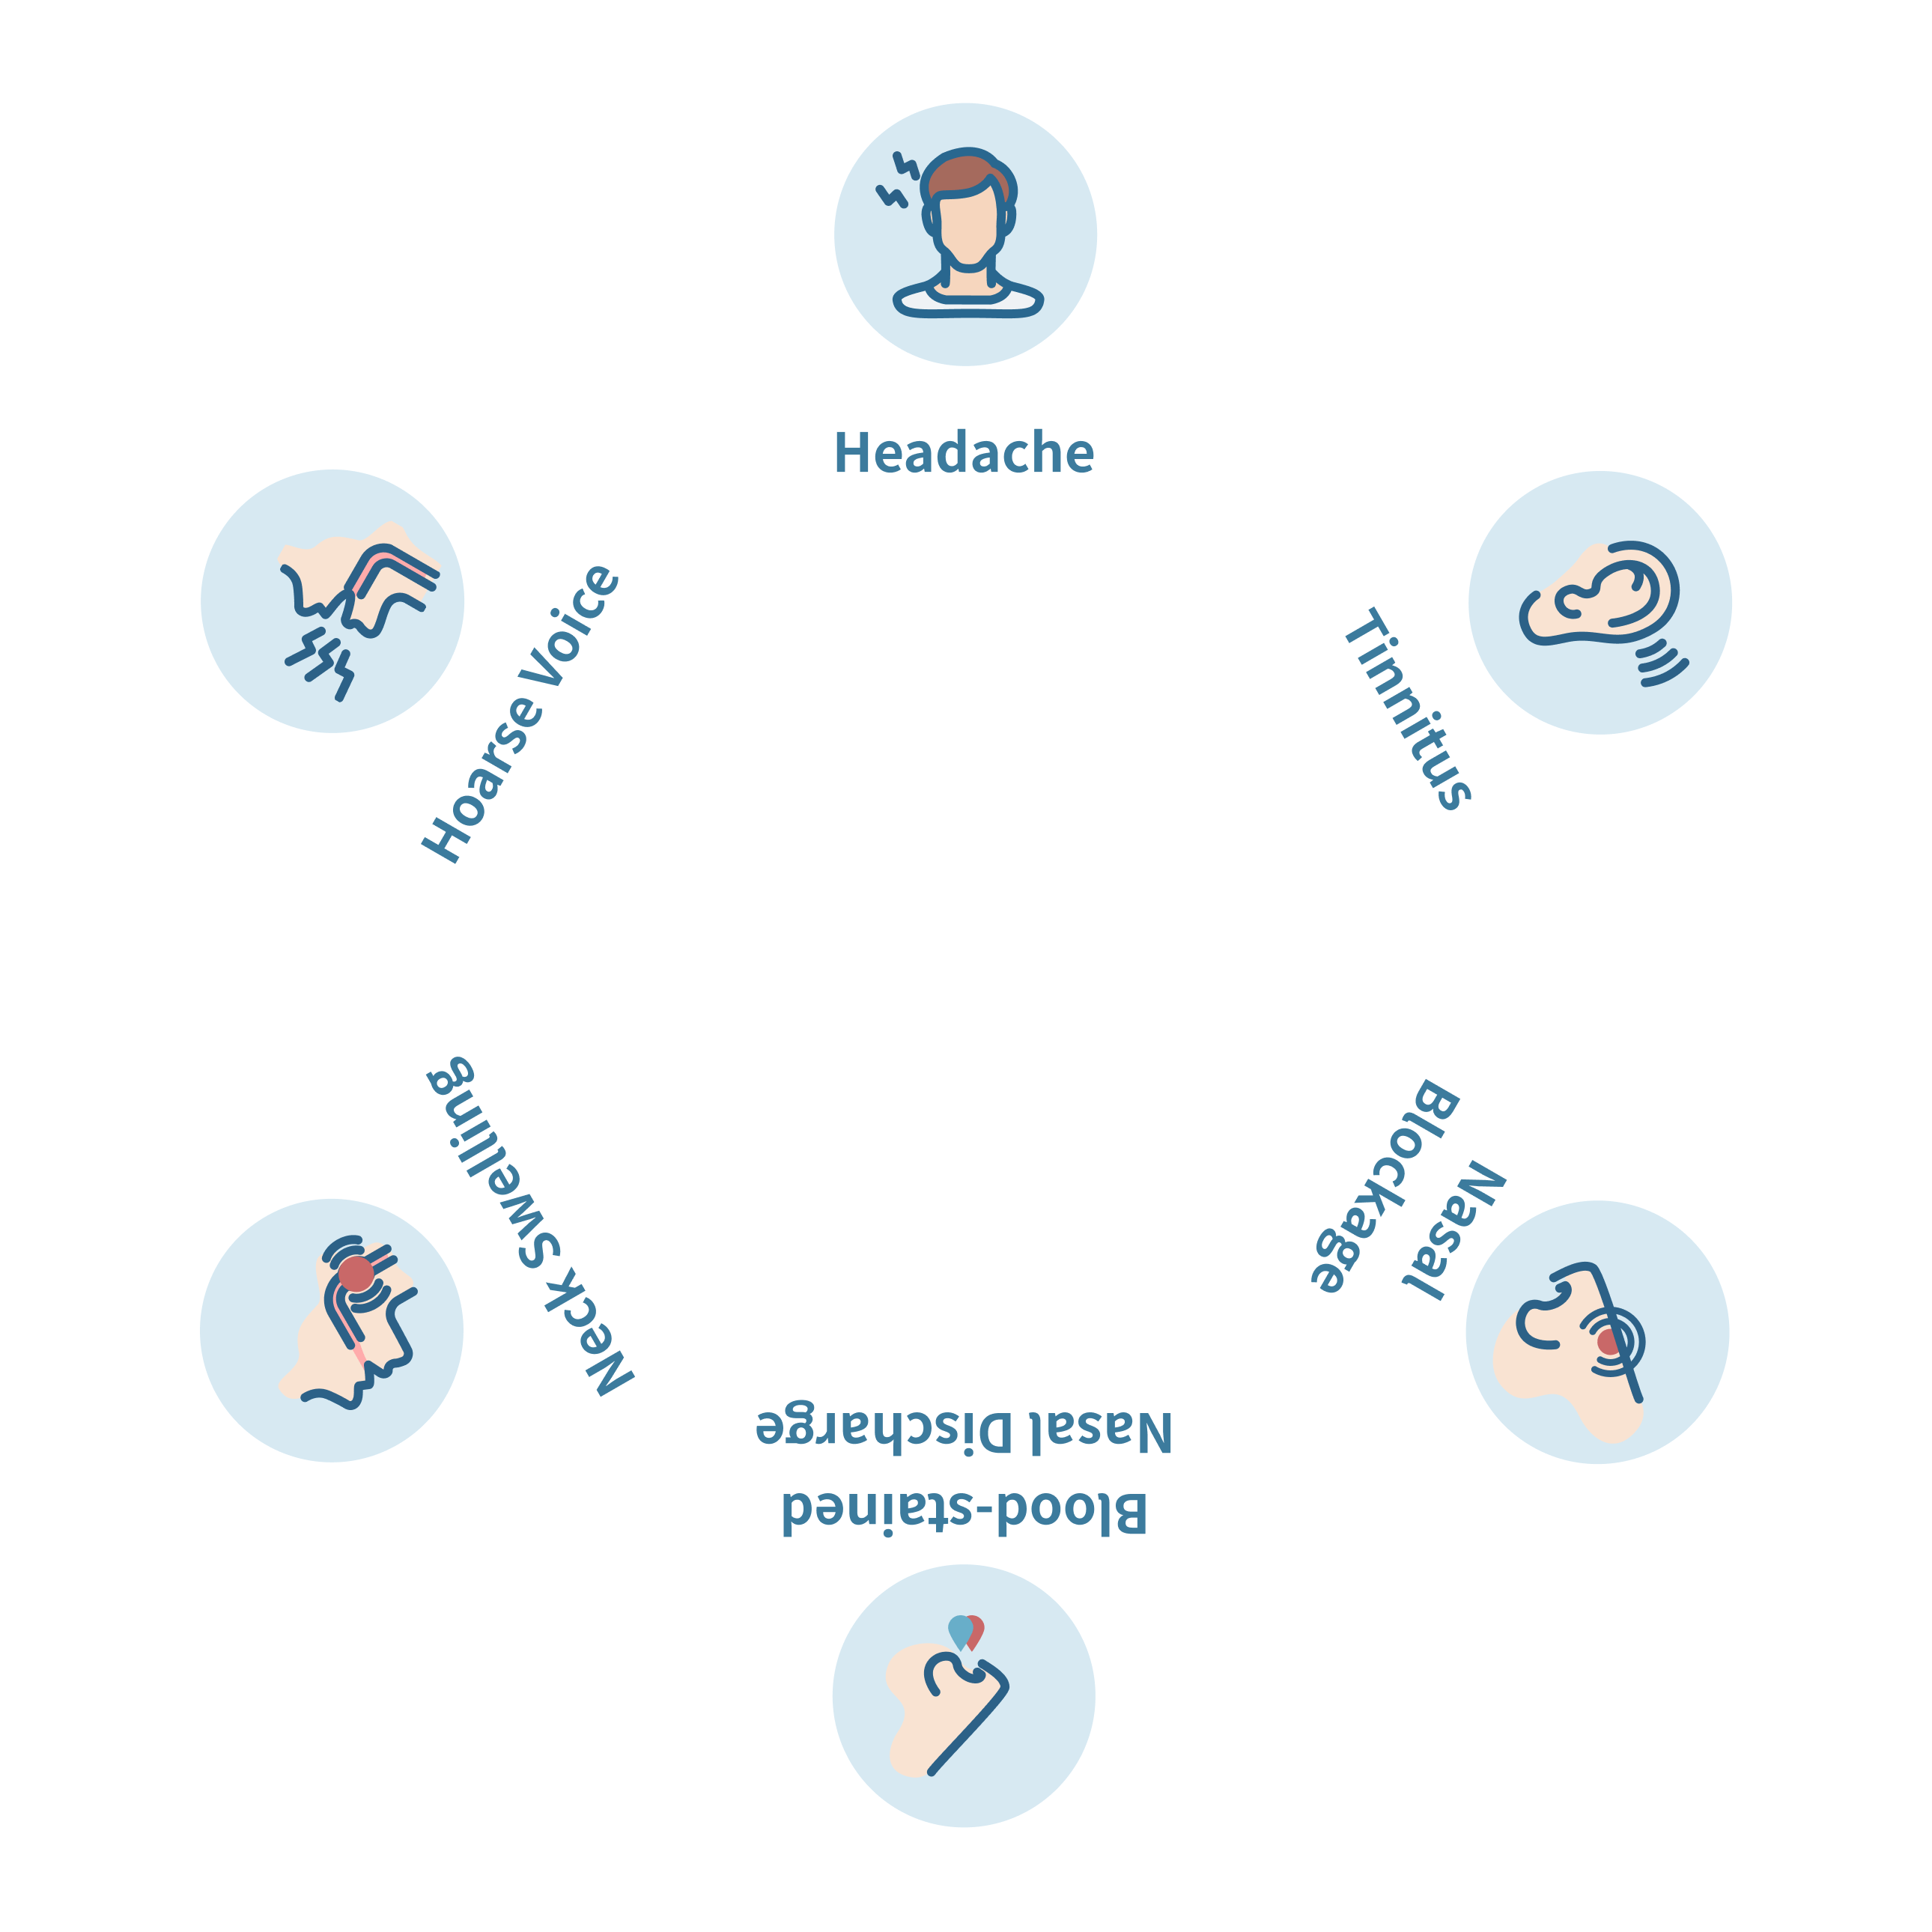 Headache
Tinnitus
Nasal
Blockage
Blood-stained
Nasal Discharge
Neck Swelling
Hoarse Voice